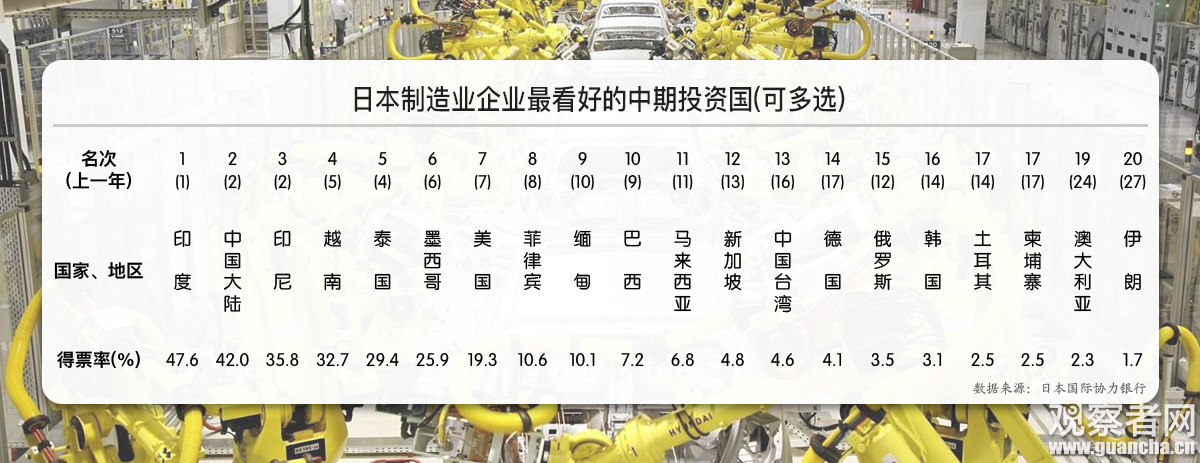 日本制造业企业最看好的中期投资国(可多选)
名次 1 2 3 4 5 6 7 8 9 10 11 12 13 14 15 16 17 17 19 20
(上一年) (1) (2) (2) (5) (4) (6) (7) (8) (10) (9) (11) (13) (16) (17) (12) (14) (14) (17) (24) (27)
国家、地区 印度 中国大陆 印尼 越南 泰国 墨西哥 美国 菲律宾 缅甸 巴西 马来西亚 新加坡 中国台湾 德国 俄罗斯 韩国 土耳其 柬埔寨 澳大利亚 伊朗
得票率(%) 47.6 42.0 35.8 32.7 29.4 25.9 19.3 10.6 10.1 7.2 6.8 4.8 4.6 4.1 3.5 3.1 2.5 2.5 2.3 1.7
数据来源：日本国际协力银行
HYUNDAI
观察者网
www.guancha.cn